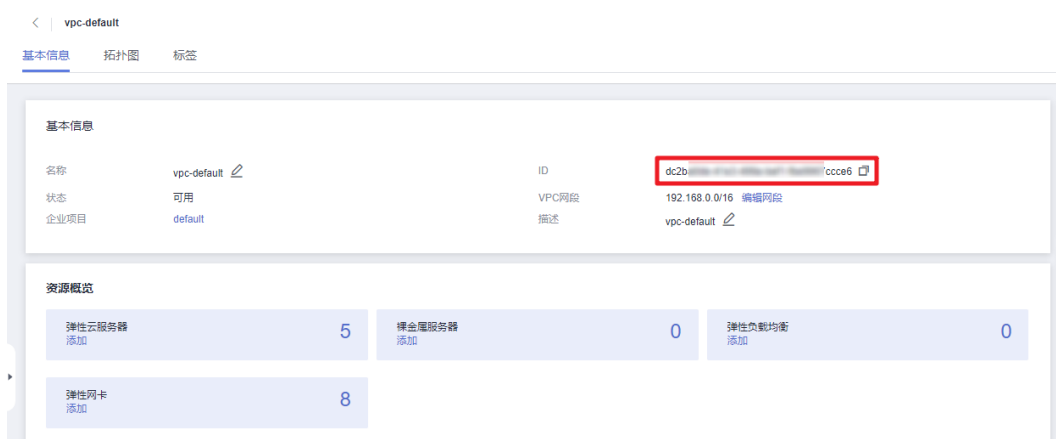 vpc-default
基本信息 拓扑图 标签
基本信息
名称 vpc-default ID dc2b ccce6
状态 可用 VPC网段 192.168.0.0/16 编辑网段
企业项目 default 描述 vpc-default
资源概览
弹性云服务器 5 裸金属服务器 0 弹性负载均衡 0
添加 添加 添加
弹性网卡 8
添加